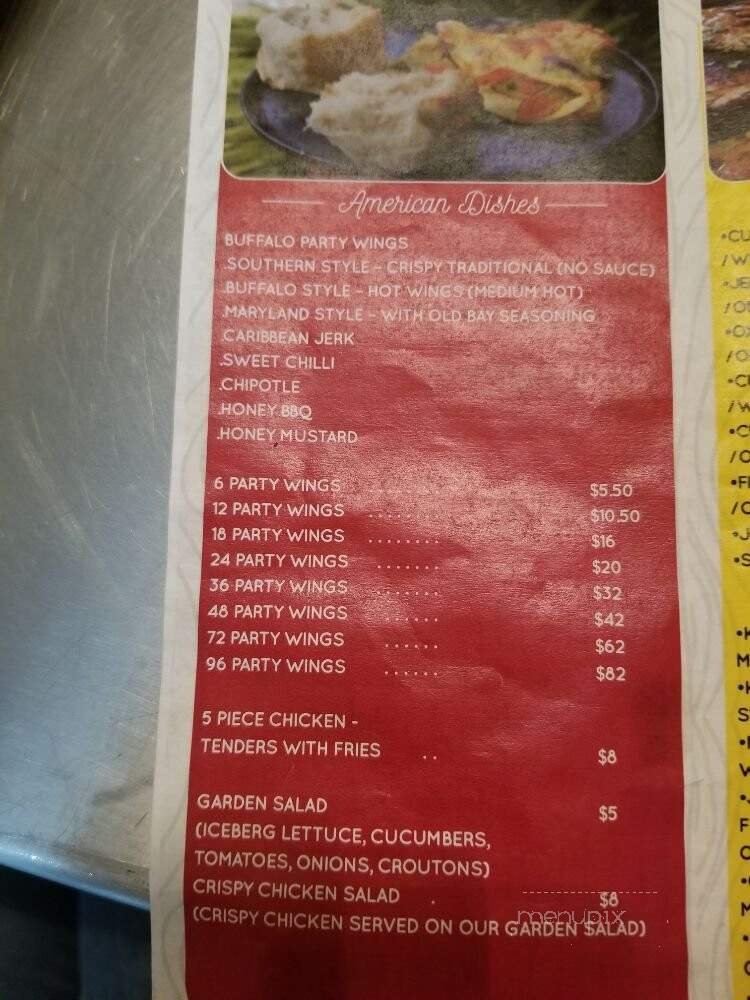 American Dishes
BUFFALO PARTY WINGS
.SOUTHERN STYLE - CRISPY TRADITIONAL (NO SAUCE)
.BUFFALO STYLE - HOT WINGS (MEDIUM HOT)
.MARYLAND STYLE - WITH OLD BAY SEASONING
.CARIBBEAN JERK
.SWEET CHILLI
.CHIPOTLE
.HONEY BBQ
.HONEY MUSTARD
6 PARTY WINGS ........ $5.50
12 PARTY WINGS ....... $10.50
18 PARTY WINGS ........ $16
24 PARTY WINGS ....... $20
36 PARTY WINGS ....... $32
48 PARTY WINGS ...... $42
72 PARTY WINGS ...... $62
96 PARTY WINGS ...... $82
5 PIECE CHICKEN -
TENDERS WITH FRIES .. $8
GARDEN SALAD $5
(ICEBERG LETTUCE, CUCUMBERS,
TOMATOES, ONIONS, CROUTONS)
CRISPY CHICKEN SALAD . $8
(CRISPY CHICKEN SERVED ON OUR GARDEN SALAD)
menupix